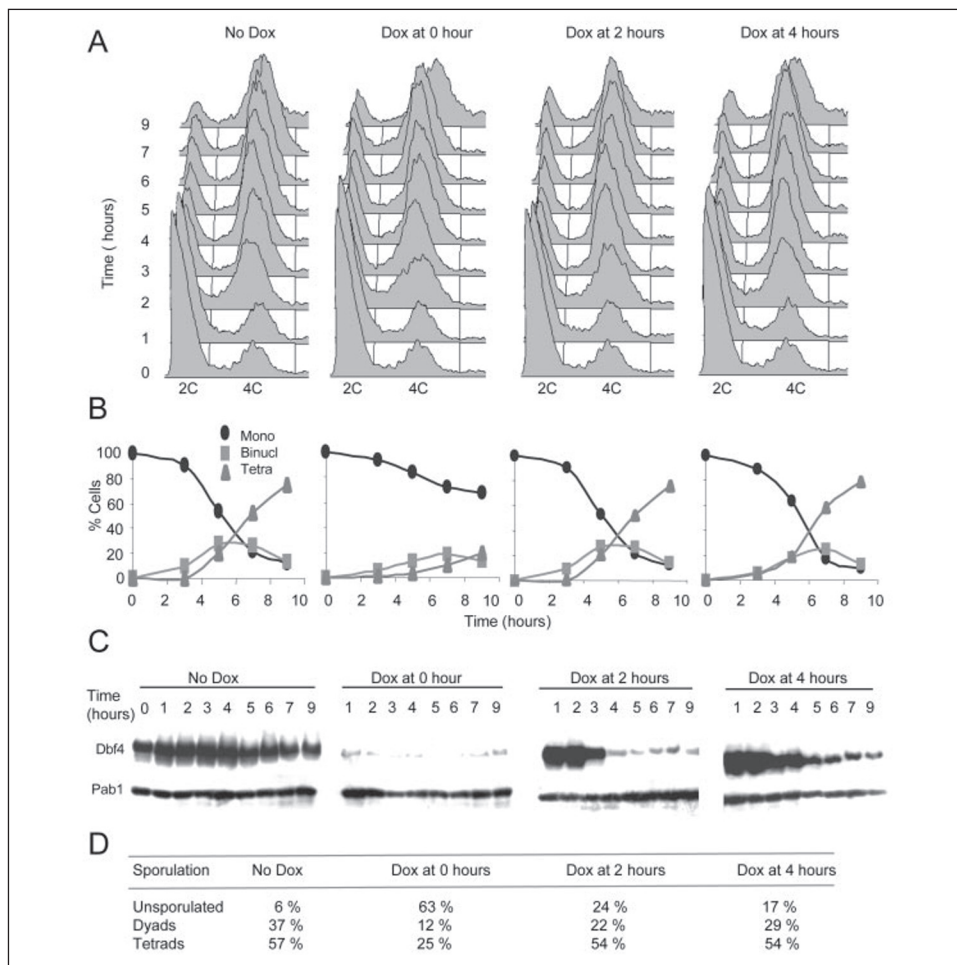 A
No Dox Dox at 0 hour Dox at 2 hours Dox at 4 hours
Time ( hours)
9
7
6
5
4
3
2
1
0
2C 4C 2C 4C 2C 4C 2C 4C
B
Mono
Binucl
Tetra
% Cells
100
80
60
40
20
0
0 2 4 6 8 10 0 2 4 6 8 10 0 2 4 6 8 10 0 2 4 6 8 10
Time (hours)
C
No Dox Dox at 0 hour Dox at 2 hours Dox at 4 hours
Time (hours) 0 1 2 3 4 5 6 7 9 1 2 3 4 5 6 7 9 1 2 3 4 5 6 7 9 1 2 3 4 5 6 7 9
Dbf4
Pab1
D
Sporulation No Dox Dox at 0 hours Dox at 2 hours Dox at 4 hours
Unsporulated 6 % 63 % 24 % 17 %
Dyads 37 % 12 % 22 % 29 %
Tetrads 57 % 25 % 54 % 54 %